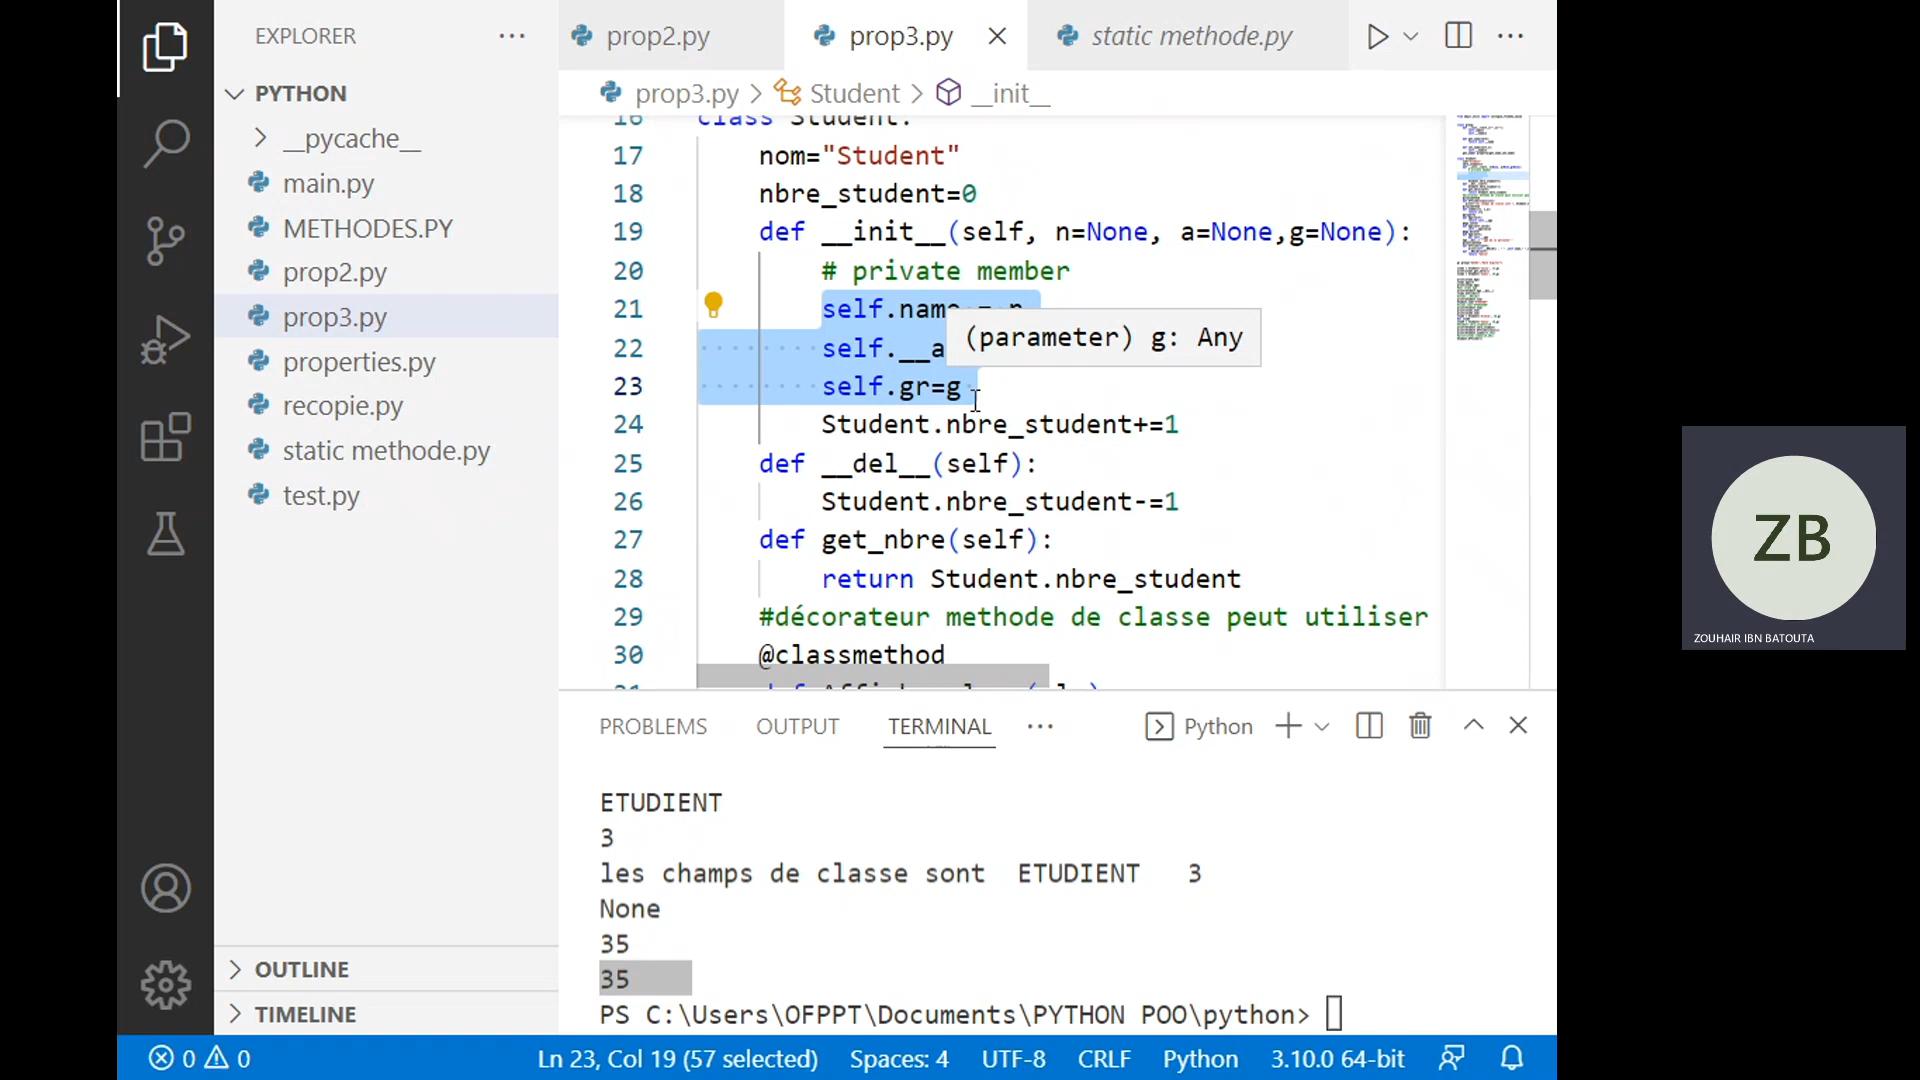 EXPLORER
PYTHON
__pycache__
main.py
METHODES.PY
prop2.py
prop3.py
properties.py
recopie.py
static methode.py
test.py
OUTLINE
TIMELINE
prop2.py prop3.py static methode.py
prop3.py > Student > __init__
16 class Student:
17 nom="Student"
18 nbre_student=0
19 def __init__(self, n=None, a=None,g=None):
20 # private member
21 self.name
22 self.__a
(parameter) g: Any
23 self.gr=g
24 Student.nbre_student+=1
25 def __del__(self):
26 Student.nbre_student-=1
27 def get_nbre(self):
28 return Student.nbre_student
29 #décorateur methode de classe peut utiliser
30 @classmethod
PROBLEMS OUTPUT TERMINAL Python
ETUDIENT
3
les champs de classe sont ETUDIENT 3
None
35
35
PS C:\Users\OFPPT\Documents\PYTHON POO\python>
0 0 Ln 23, Col 19 (57 selected) Spaces: 4 UTF-8 CRLF Python 3.10.0 64-bit
ZB
ZOUHAIR IBN BATOUTA